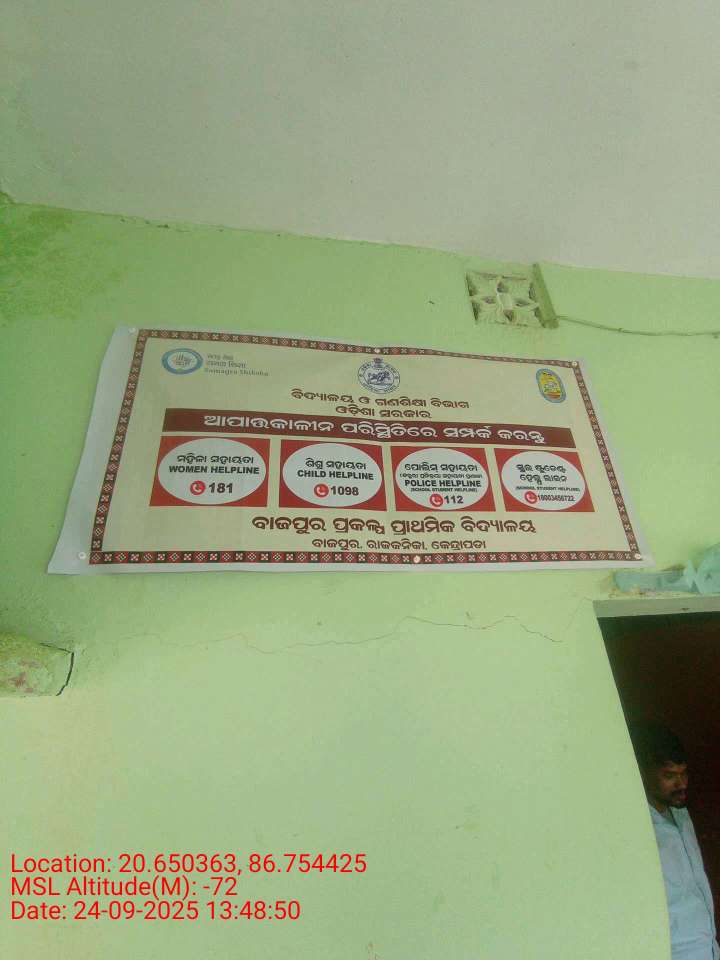 ସମଗ୍ର ଶିକ୍ଷା
Samagra Shiksha
ବିଦ୍ୟାଳୟ ଓ ଗଣଶିକ୍ଷା ବିଭାଗ
ଓଡ଼ିଶା ସରକାର
ଆପାତକାଳୀନ ପରିସ୍ଥିତିରେ ସମ୍ପର୍କ କରନ୍ତୁ
ମହିଳା ସହାୟତା
WOMEN HELPLINE
181
ଶିଶୁ ସହାୟତା
CHILD HELPLINE
1098
ପୋଲିସ ସହାୟତା
POLICE HELPLINE
(SCHOOL STUDENT HELPLINE)
112
ସ୍କୁଲ ଷ୍ଟୁଡେଣ୍ଟ
ହେଲ୍ପ ଲାଇନ
(SCHOOL STUDENT HELPLINE)
18003456722
ବାଜପୁର ପ୍ରକଳ୍ପ ପ୍ରାଥମିକ ବିଦ୍ୟାଳୟ
ବାଜପୁର, ରାଜକନିକା, କେନ୍ଦ୍ରାପଡା
Location: 20.650363, 86.754425
MSL Altitude(M): -72
Date: 24-09-2025 13:48:50